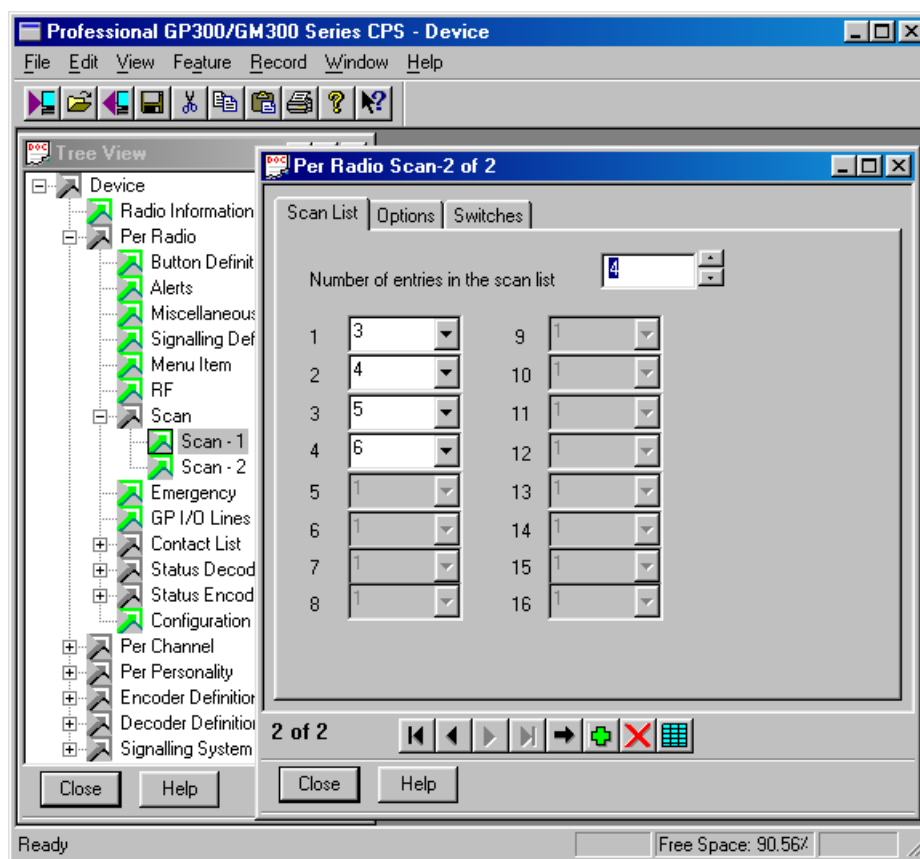 Professional GP300/GM300 Series CPS - Device
File Edit View Feature Record Window Help
Tree View
Device
Radio Information
Per Radio
Button Definit
Alerts
Miscellaneous
Signalling Def
Menu Item
RF
Scan
Scan - 1
Scan - 2
Emergency
GP I/O Lines
Contact List
Status Decod
Status Encod
Configuration
Per Channel
Per Personality
Encoder Definition
Decoder Definition
Signalling System
Close Help
Per Radio Scan-2 of 2
Scan List Options Switches
Number of entries in the scan list 4
1 3 9 1
2 4 10 1
3 5 11 1
4 6 12 1
5 1 13 1
6 1 14 1
7 1 15 1
8 1 16 1
2 of 2
Close Help
Ready Free Space: 90.56%